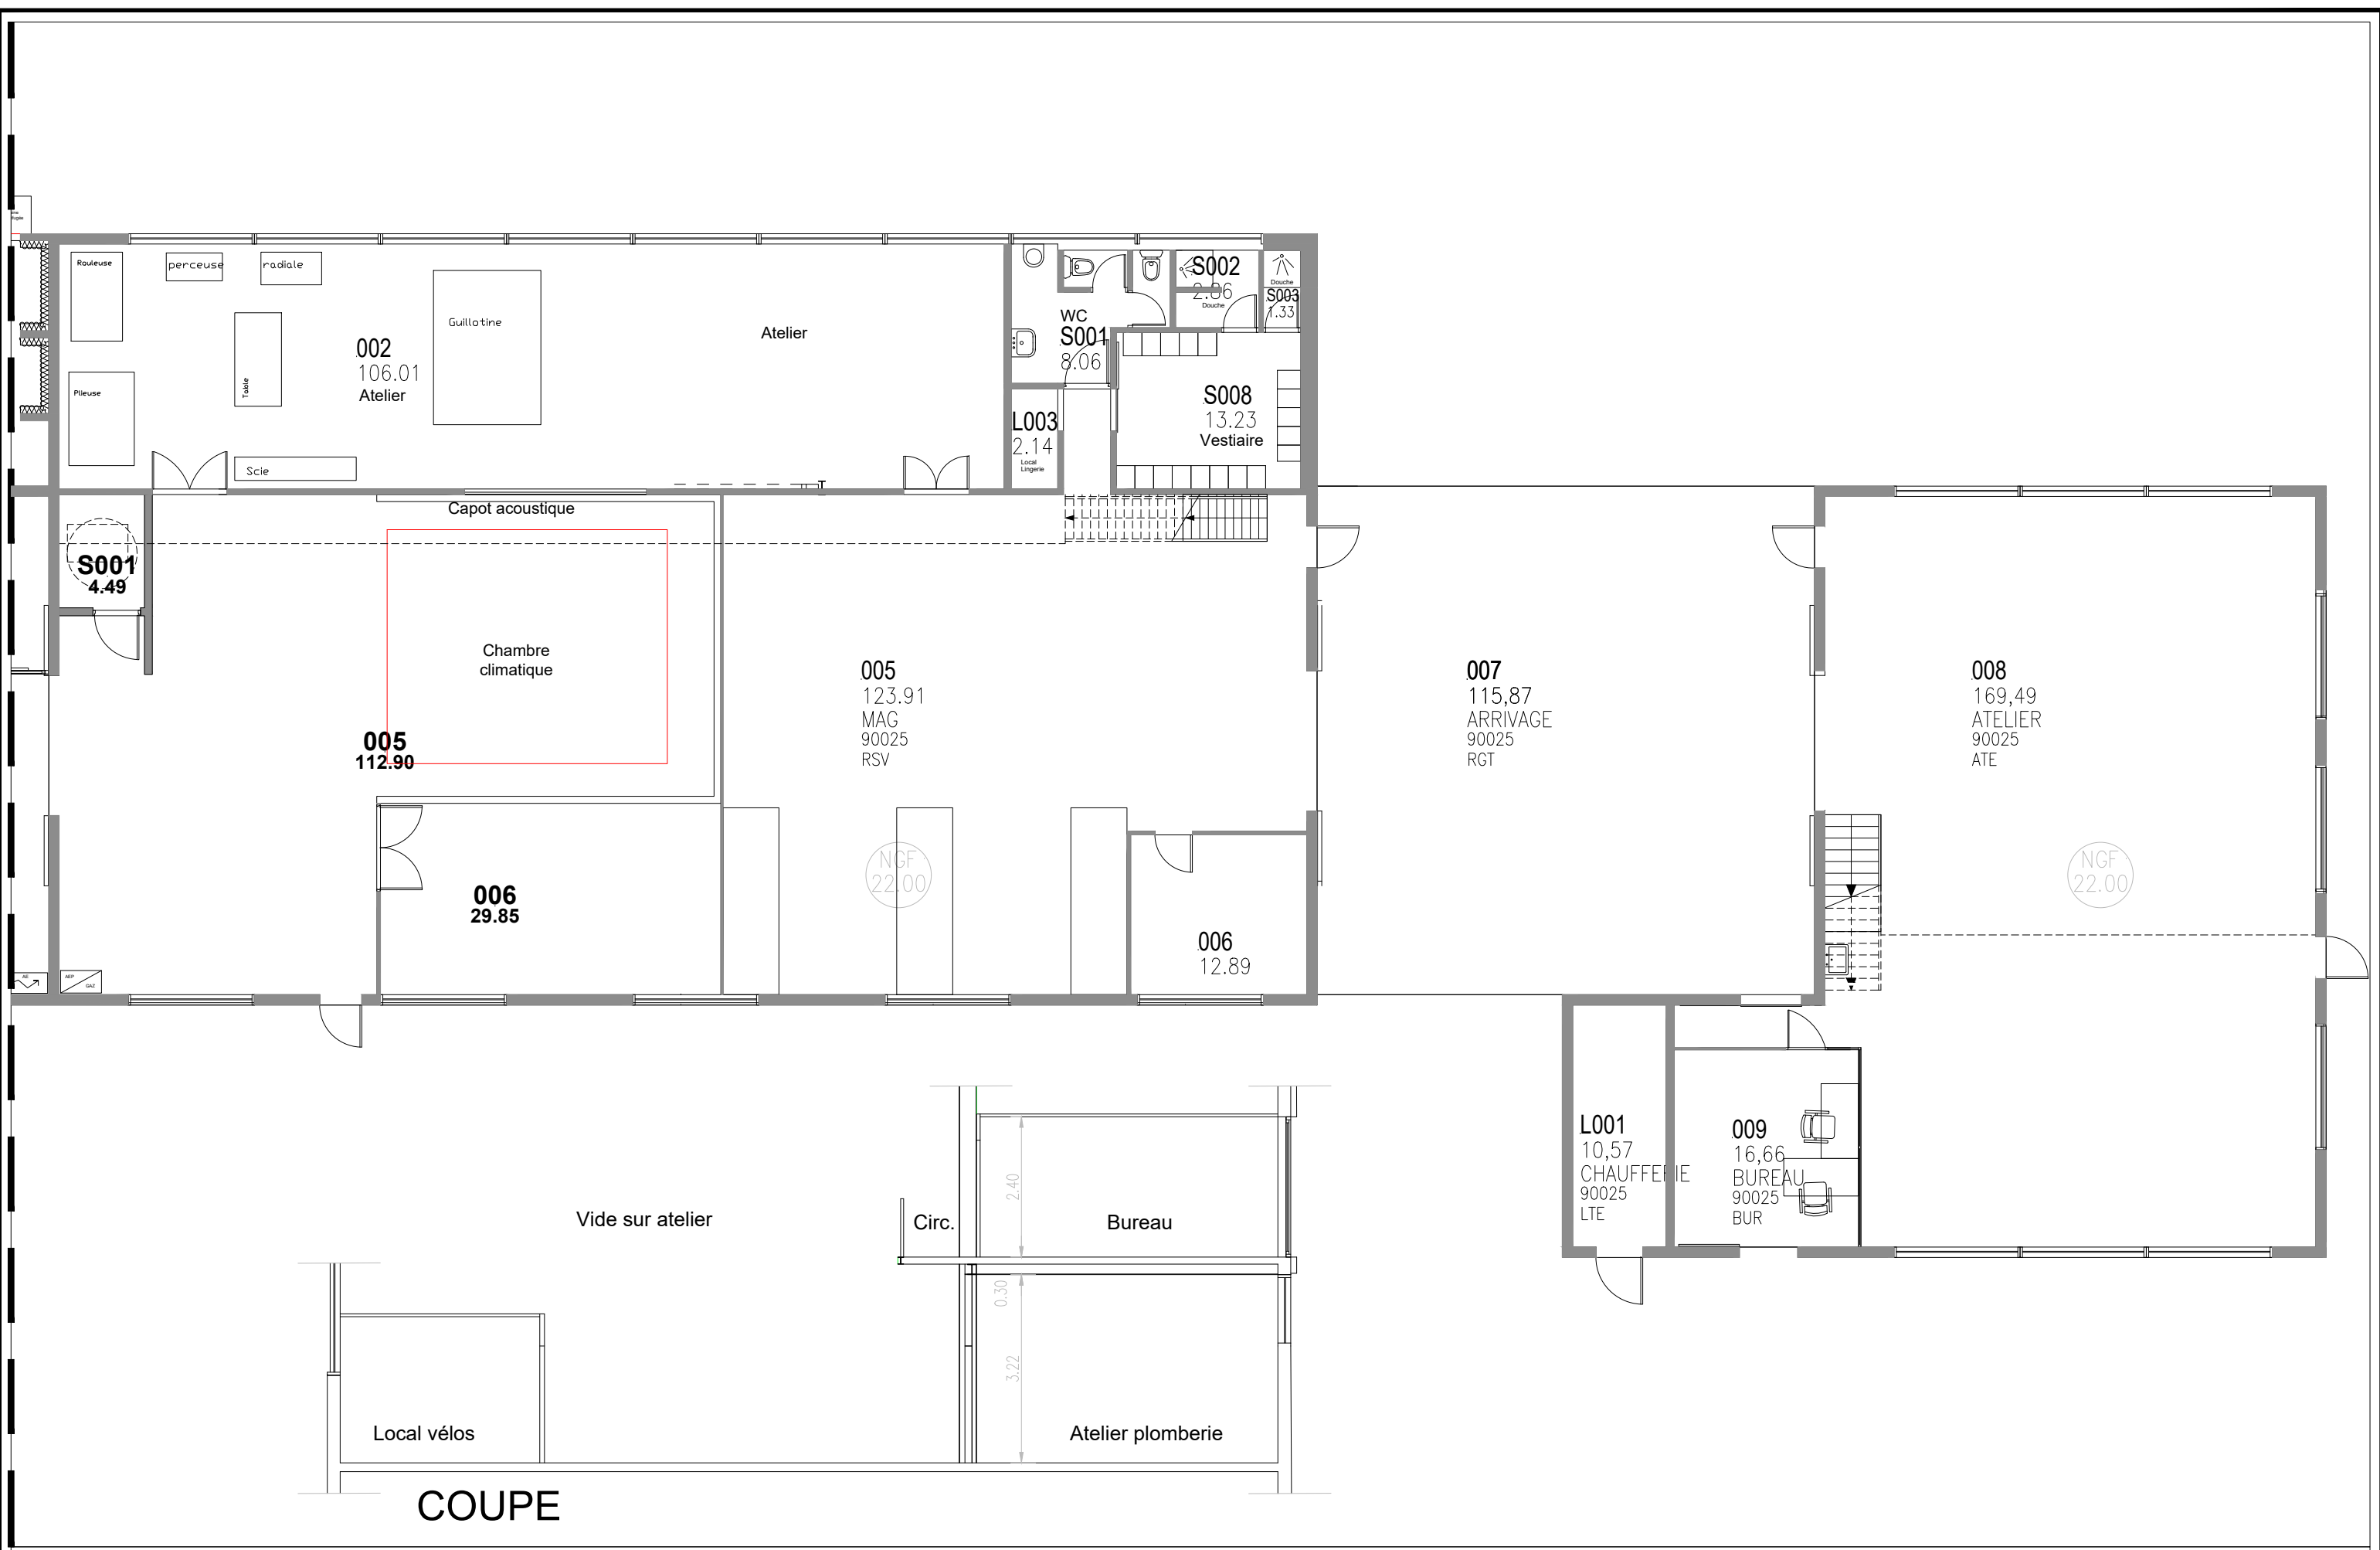 Rouleuse
perceuse
radiale
Guillotine
Table
Plieuse
Scie
002
106.01
Atelier
Atelier
WC
S001
8.06
S002
2.86
Douche
Douche
S003
1.33
L003
2.14
Local
Lingerie
S008
13.23
Vestiaire
Capot acoustique
S001
4.49
Chambre
climatique
005
112.90
005
123.91
MAG
90025
RSV
007
115,87
ARRIVAGE
90025
RGT
008
169,49
ATELIER
90025
ATE
NGF
22.00
NGF
22.00
006
29.85
006
12.89
AEP
GAZ
L001
10,57
CHAUFFERIE
90025
LTE
009
16,66
BUREAU
90025
BUR
2.40
Vide sur atelier
Circ.
Bureau
0.30
3.22
Local vélos
Atelier plomberie
COUPE